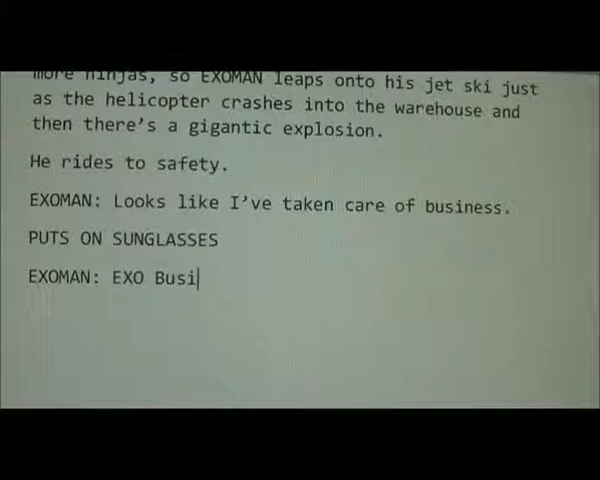 more ninjas, so EXOMAN leaps onto his jet ski just
as the helicopter crashes into the warehouse and
then there's a gigantic explosion.
He rides to safety.
EXOMAN: Looks like I've taken care of business.
PUTS ON SUNGLASSES
EXOMAN: EXO Busi